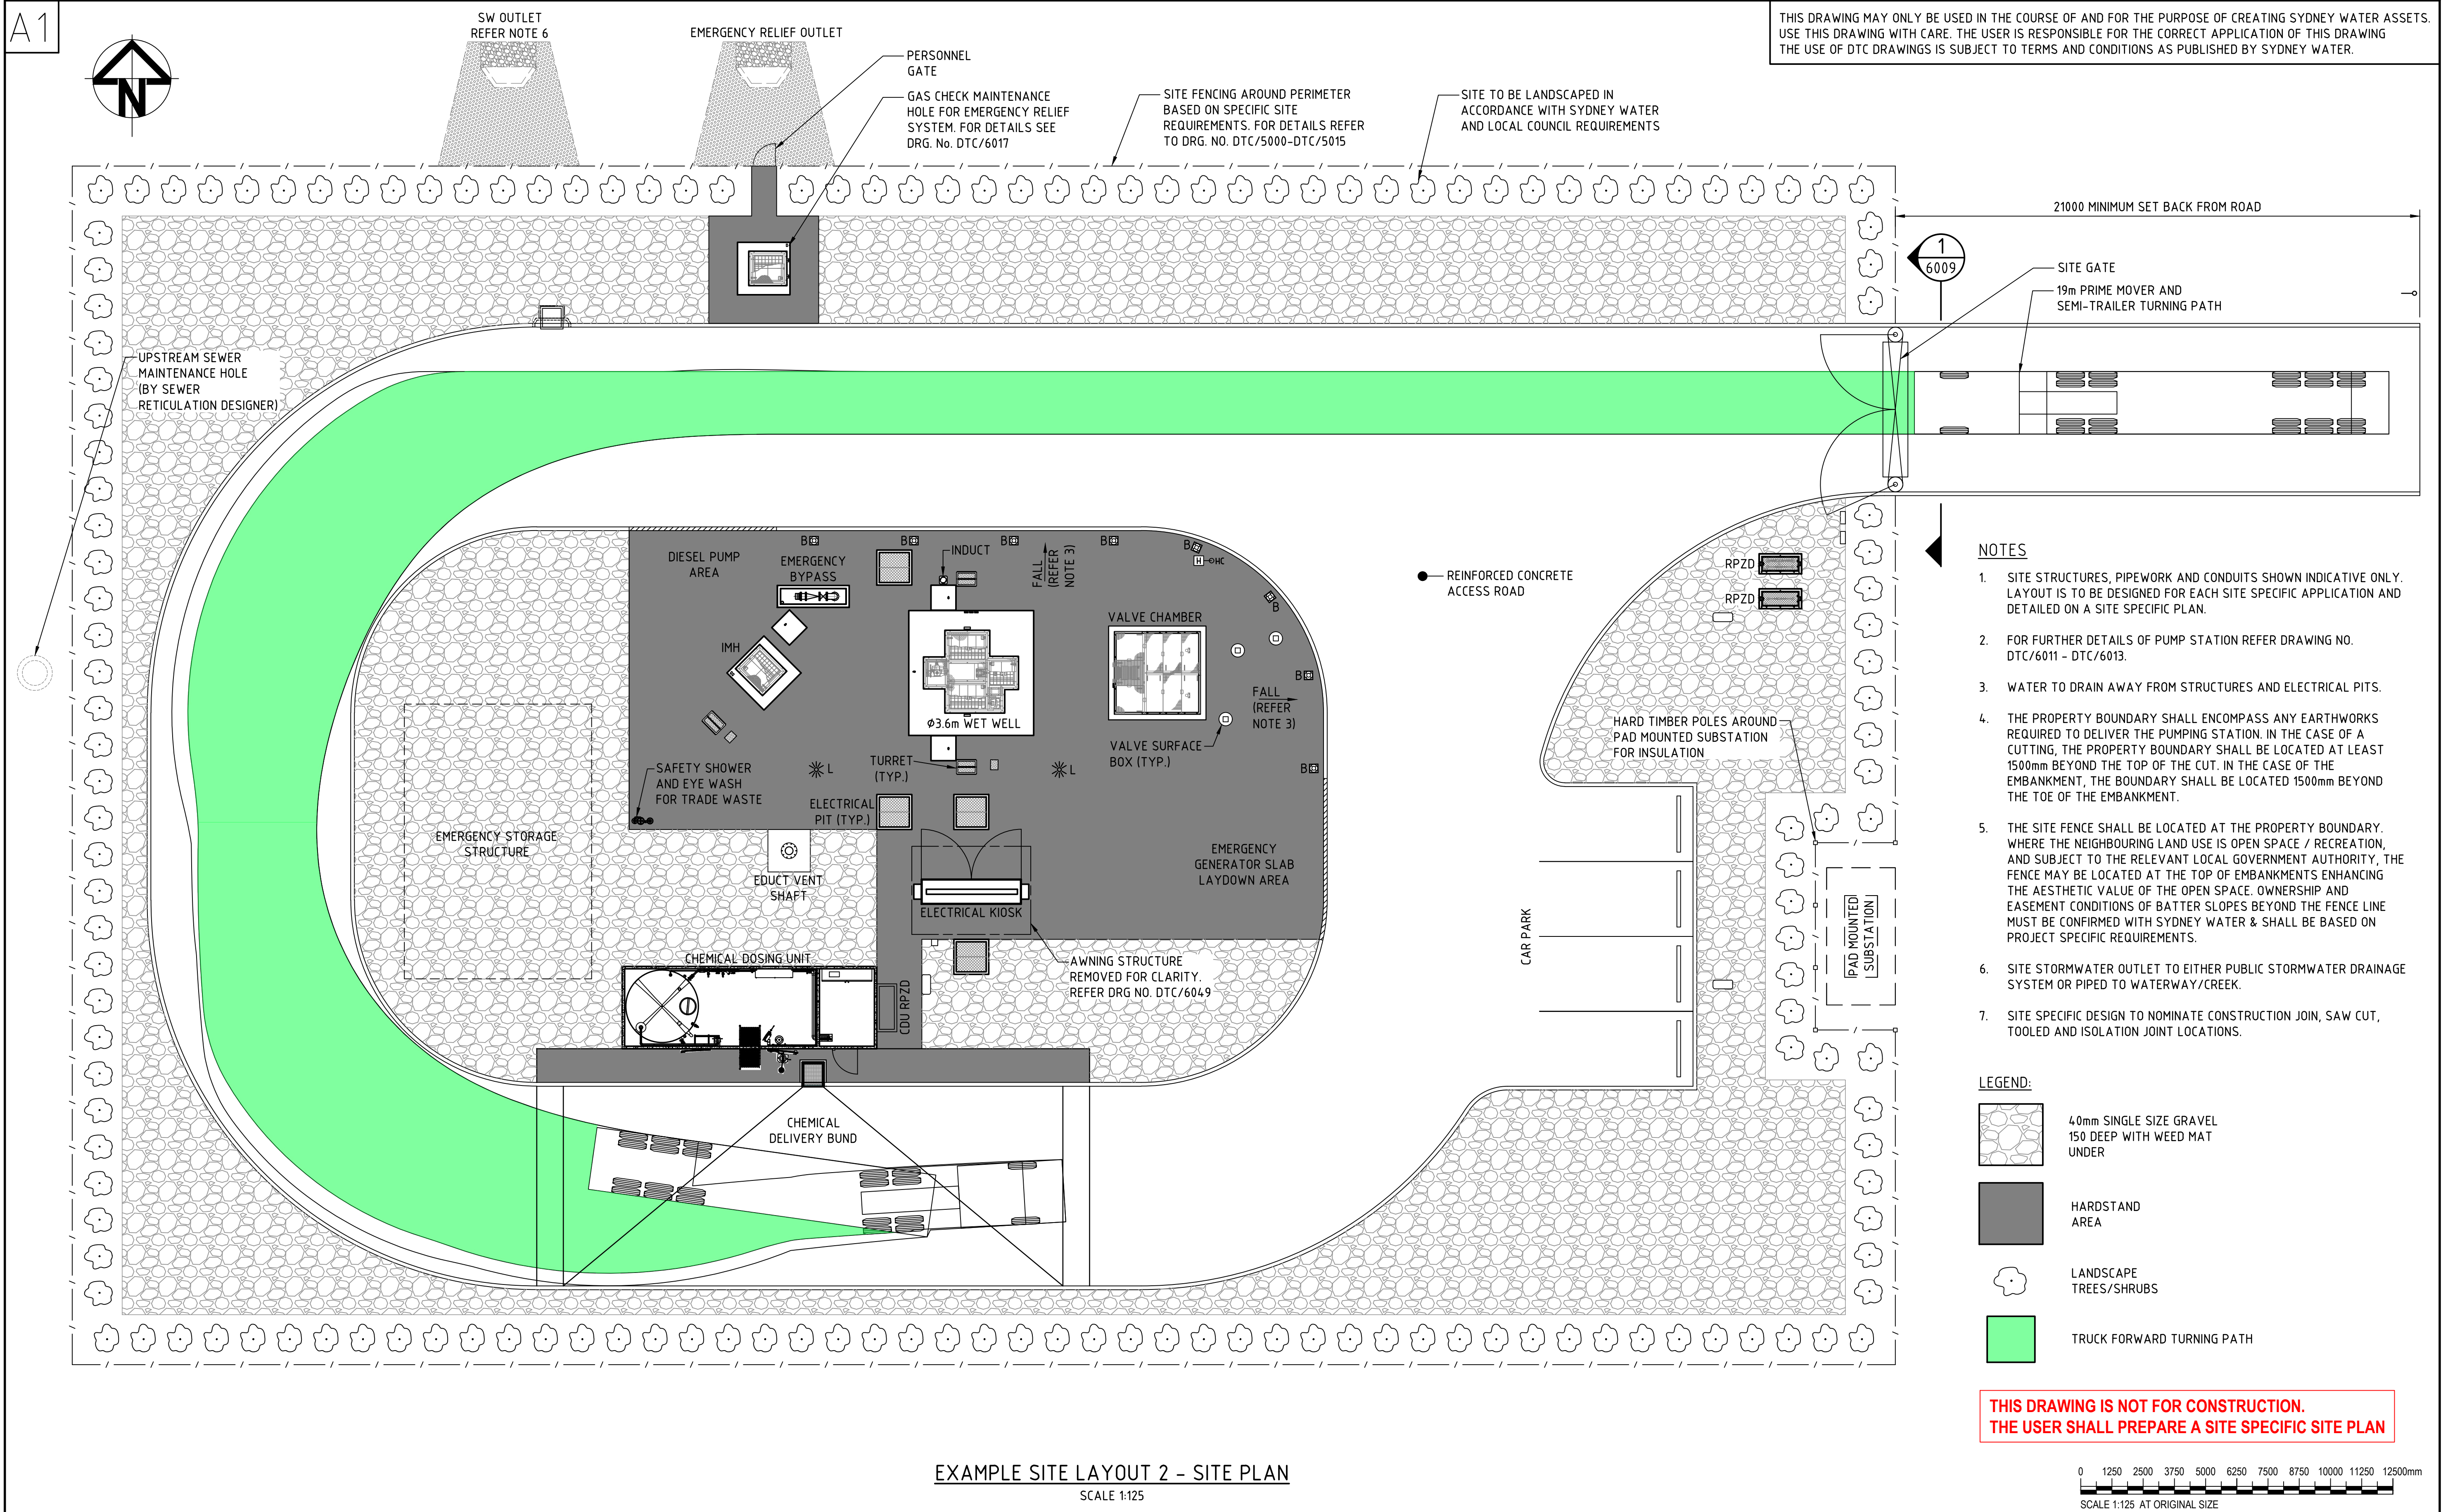 A1
SW OUTLET
REFER NOTE 6
EMERGENCY RELIEF OUTLET
PERSONNEL
GATE
GAS CHECK MAINTENANCE
HOLE FOR EMERGENCY RELIEF
SYSTEM. FOR DETAILS SEE
DRG. No. DTC/6017
SITE FENCING AROUND PERIMETER
BASED ON SPECIFIC SITE
REQUIREMENTS. FOR DETAILS REFER
TO DRG. NO. DTC/5000-DTC/5015
SITE TO BE LANDSCAPED IN
ACCORDANCE WITH SYDNEY WATER
AND LOCAL COUNCIL REQUIREMENTS
THIS DRAWING MAY ONLY BE USED IN THE COURSE OF AND FOR THE PURPOSE OF CREATING SYDNEY WATER ASSETS.
USE THIS DRAWING WITH CARE. THE USER IS RESPONSIBLE FOR THE CORRECT APPLICATION OF THIS DRAWING
THE USE OF DTC DRAWINGS IS SUBJECT TO TERMS AND CONDITIONS AS PUBLISHED BY SYDNEY WATER.
N
21000 MINIMUM SET BACK FROM ROAD
1
6009
SITE GATE
19m PRIME MOVER AND
SEMI-TRAILER TURNING PATH
UPSTREAM SEWER
MAINTENANCE HOLE
(BY SEWER
RETICULATION DESIGNER)
DIESEL PUMP
AREA
EMERGENCY
BYPASS
B
B
B
B
B
B
B
B
INDUCT
FALL
(REFER
NOTE 3)
H
HC
REINFORCED CONCRETE
ACCESS ROAD
RPZD
RPZD
IMH
VALVE CHAMBER
Φ3.6m WET WELL
FALL
(REFER
NOTE 3)
VALVE SURFACE
BOX (TYP.)
TURRET
(TYP.)
L
L
SAFETY SHOWER
AND EYE WASH
FOR TRADE WASTE
ELECTRICAL
PIT (TYP.)
EMERGENCY STORAGE
STRUCTURE
EDUCT VENT
SHAFT
ELECTRICAL KIOSK
EMERGENCY
GENERATOR SLAB
LAYDOWN AREA
HARD TIMBER POLES AROUND
PAD MOUNTED SUBSTATION
FOR INSULATION
CAR PARK
PAD MOUNTED
SUBSTATION
CHEMICAL DOSING UNIT
CDU RPZD
AWNING STRUCTURE
REMOVED FOR CLARITY.
REFER DRG NO. DTC/6049
CHEMICAL
DELIVERY BUND
NOTES
1. SITE STRUCTURES, PIPEWORK AND CONDUITS SHOWN INDICATIVE ONLY.
LAYOUT IS TO BE DESIGNED FOR EACH SITE SPECIFIC APPLICATION AND
DETAILED ON A SITE SPECIFIC PLAN.
2. FOR FURTHER DETAILS OF PUMP STATION REFER DRAWING NO.
DTC/6011 - DTC/6013.
3. WATER TO DRAIN AWAY FROM STRUCTURES AND ELECTRICAL PITS.
4. THE PROPERTY BOUNDARY SHALL ENCOMPASS ANY EARTHWORKS
REQUIRED TO DELIVER THE PUMPING STATION. IN THE CASE OF A
CUTTING, THE PROPERTY BOUNDARY SHALL BE LOCATED AT LEAST
1500mm BEYOND THE TOP OF THE CUT. IN THE CASE OF THE
EMBANKMENT, THE BOUNDARY SHALL BE LOCATED 1500mm BEYOND
THE TOE OF THE EMBANKMENT.
5. THE SITE FENCE SHALL BE LOCATED AT THE PROPERTY BOUNDARY.
WHERE THE NEIGHBOURING LAND USE IS OPEN SPACE / RECREATION,
AND SUBJECT TO THE RELEVANT LOCAL GOVERNMENT AUTHORITY, THE
FENCE MAY BE LOCATED AT THE TOP OF EMBANKMENTS ENHANCING
THE AESTHETIC VALUE OF THE OPEN SPACE. OWNERSHIP AND
EASEMENT CONDITIONS OF BATTER SLOPES BEYOND THE FENCE LINE
MUST BE CONFIRMED WITH SYDNEY WATER & SHALL BE BASED ON
PROJECT SPECIFIC REQUIREMENTS.
6. SITE STORMWATER OUTLET TO EITHER PUBLIC STORMWATER DRAINAGE
SYSTEM OR PIPED TO WATERWAY/CREEK.
7. SITE SPECIFIC DESIGN TO NOMINATE CONSTRUCTION JOIN, SAW CUT,
TOOLED AND ISOLATION JOINT LOCATIONS.
LEGEND:
40mm SINGLE SIZE GRAVEL
150 DEEP WITH WEED MAT
UNDER
HARDSTAND
AREA
LANDSCAPE
TREES/SHRUBS
TRUCK FORWARD TURNING PATH
THIS DRAWING IS NOT FOR CONSTRUCTION.
THE USER SHALL PREPARE A SITE SPECIFIC SITE PLAN
EXAMPLE SITE LAYOUT 2 - SITE PLAN
SCALE 1:125
0 1250 2500 3750 5000 6250 7500 8750 10000 11250 12500mm
SCALE 1:125 AT ORIGINAL SIZE